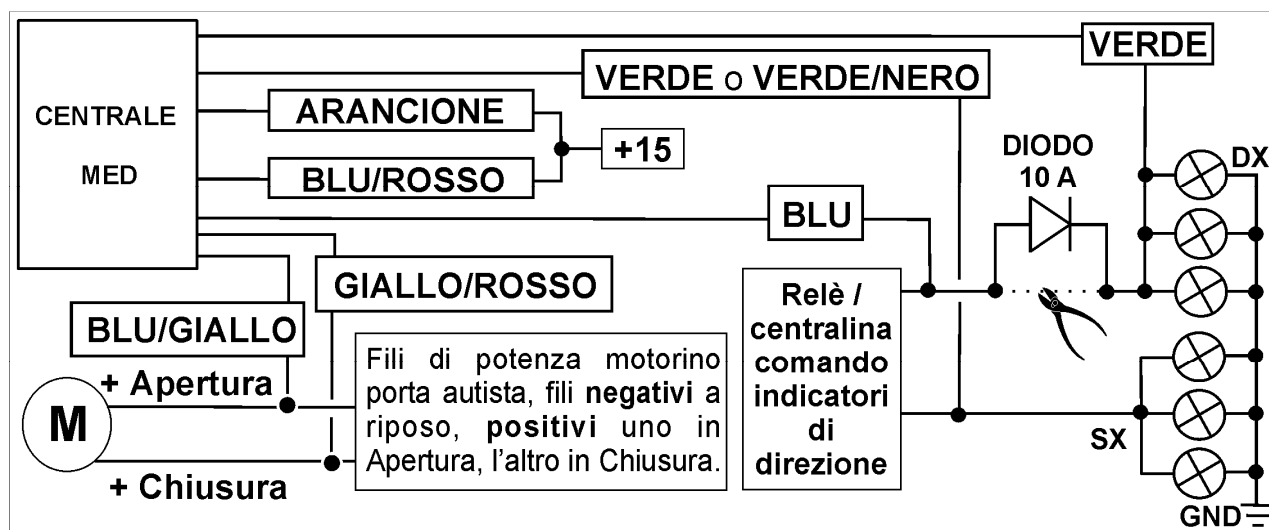 CENTRALE
MED
VERDE
VERDE o VERDE/NERO
ARANCIONE
BLU/ROSSO
+15
DIODO
10 A
DX
BLU
GIALLO/ROSSO
BLU/GIALLO
+ Apertura
M
+ Chiusura
Fili di potenza motorino
porta autista, fili negativi a
riposo, positivi uno in
Apertura, l'altro in Chiusura.
Relè /
centralina
comando
indicatori
di
direzione
SX
GND